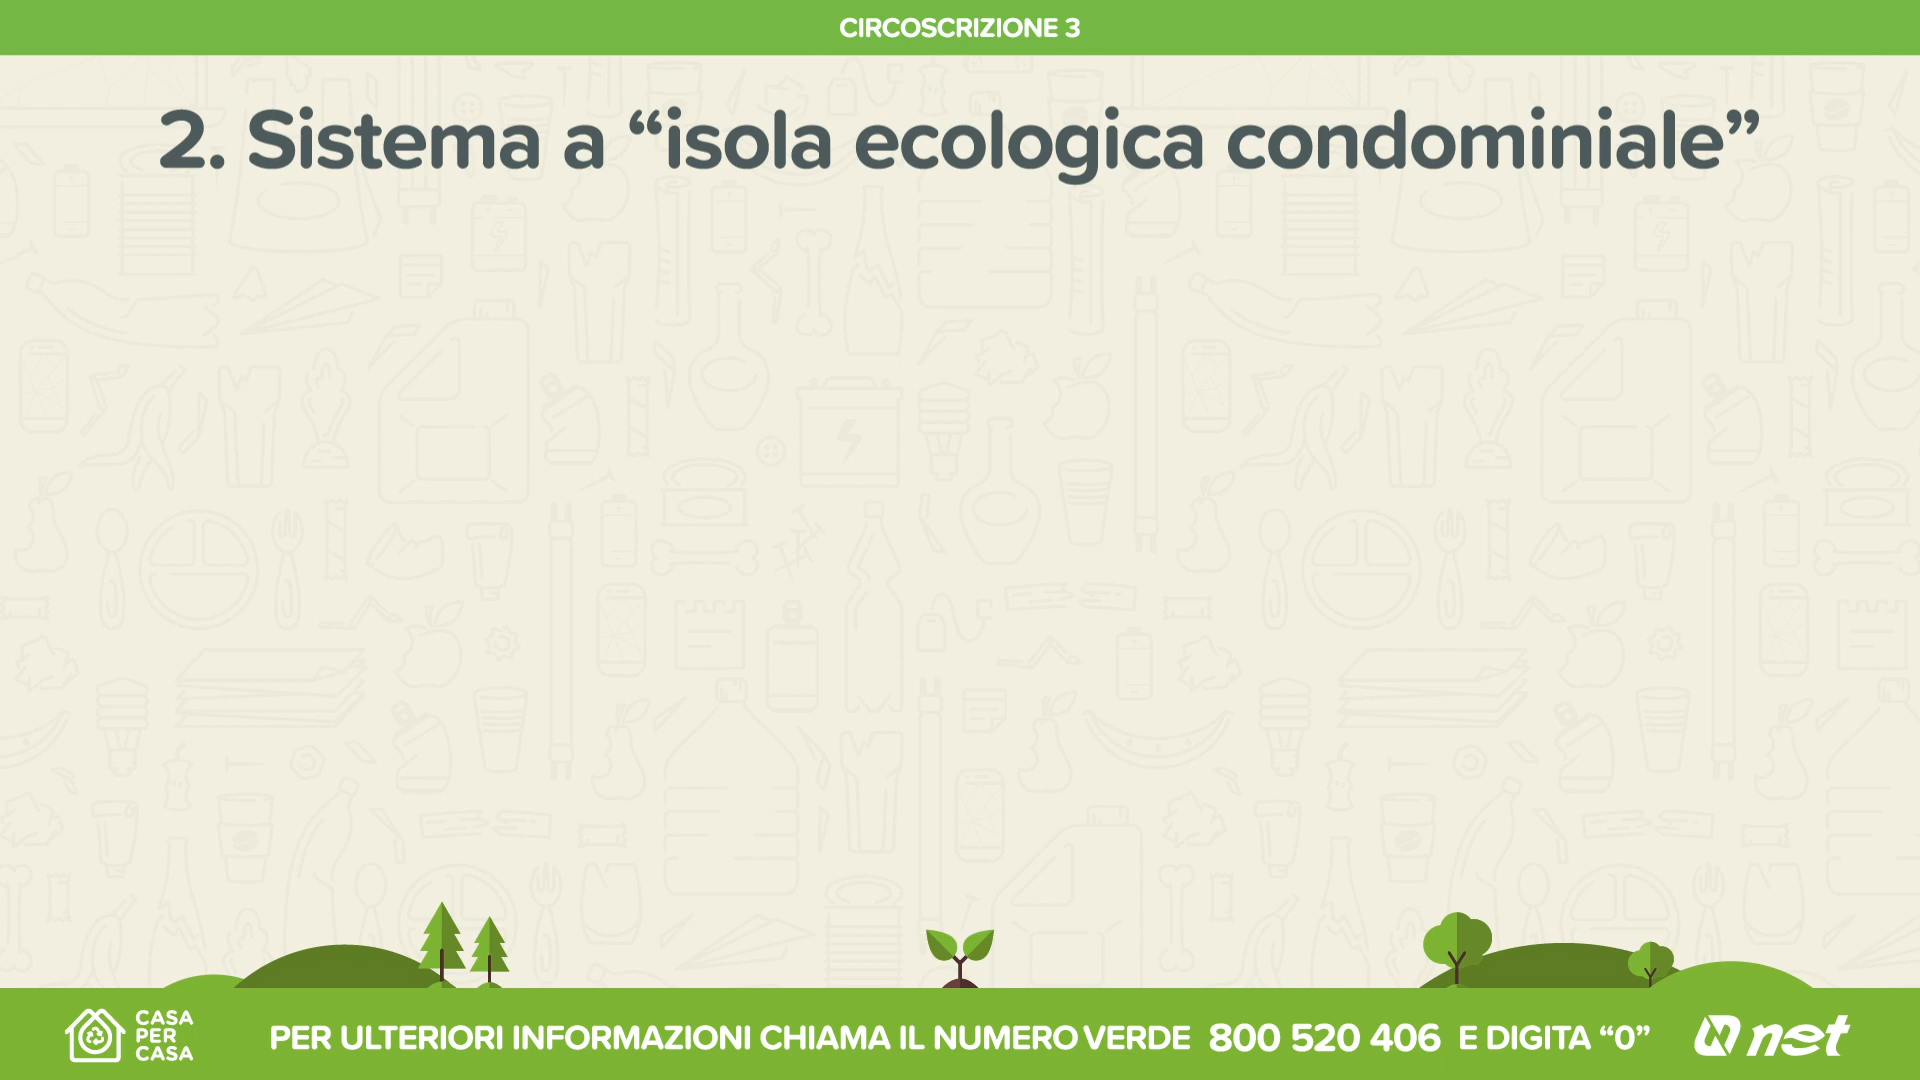 CIRCOSCRIZIONE 3
2. Sistema a “isola ecologica condominiale”
CASA
PER
CASA
PER ULTERIORI INFORMAZIONI CHIAMA IL NUMERO VERDE 800 520 406 E DIGITA “0”
net